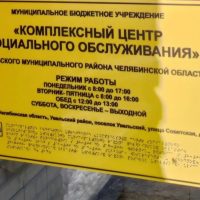 МУНИЦИПАЛЬНОЕ БЮДЖЕТНОЕ УЧРЕЖДЕНИЕ
«КОМПЛЕКСНЫЙ ЦЕНТР
ОЦИАЛЬНОГО ОБСЛУЖИВАНИЯ»
СКОГО МУНИЦИПАЛЬНОГО РАЙОНА ЧЕЛЯБИНСКОЙ ОБЛАСТ
РЕЖИМ РАБОТЫ
ПОНЕДЕЛЬНИК с 8:00 до 17:00
ВТОРНИК- ПЯТНИЦА с 8:00 до 16:00
ОБЕД с 12:00 до 13:00
СУББОТА, ВОСКРЕСЕНЬЕ – ВЫХОДНОЙ
Челябинская область, Увельский район, поселок Увельский, улица Советская, д.